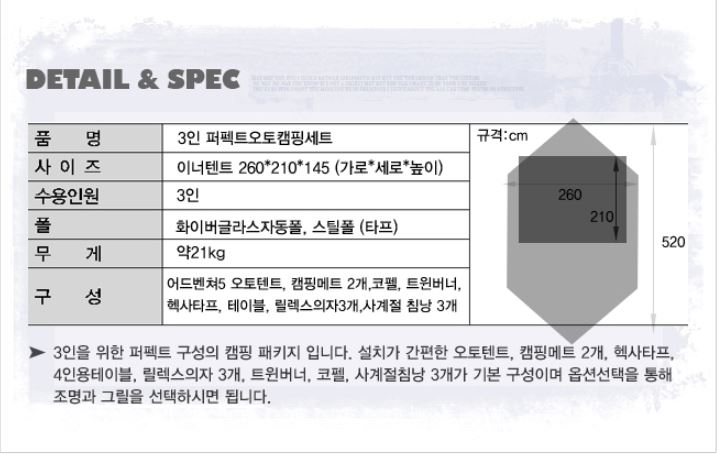 DETAIL & SPEC
품 명 3인 퍼펙트오토캠핑세트
사 이 즈 이너텐트 260*210*145 (가로*세로*높이)
수용인원 3인
폴 화이버글라스자동폴, 스틸폴 (타프)
무 게 약21kg
구 성 어드벤쳐5 오토텐트, 캠핑메트 2개,코펠, 트윈버너,
헥사타프, 테이블, 릴렉스의자3개,사계절 침낭 3개
규격:cm
260
210
520
➤ 3인을 위한 퍼펙트 구성의 캠핑 패키지 입니다. 설치가 간편한 오토텐트, 캠핑메트 2개, 헥사타프,
4인용테이블, 릴렉스의자 3개, 트윈버너, 코펠, 사계절침낭 3개가 기본 구성이며 옵션선택을 통해
조명과 그릴을 선택하시면 됩니다.